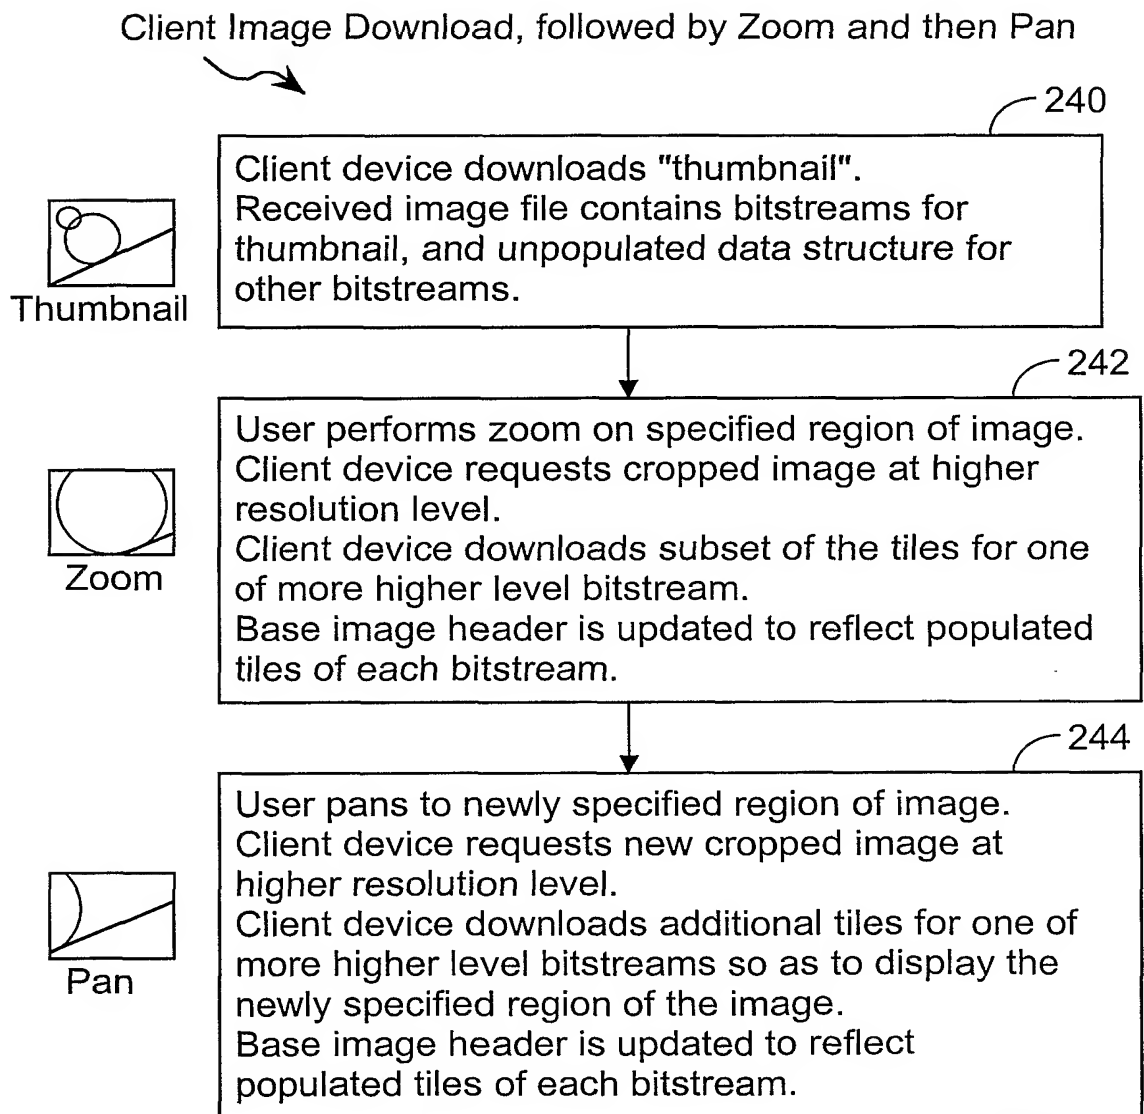 Client Image Download, followed by Zoom and then Pan
240
Client device downloads "thumbnail".
Received image file contains bitstreams for
thumbnail, and unpopulated data structure for
other bitstreams.
Thumbnail
242
User performs zoom on specified region of image.
Client device requests cropped image at higher
resolution level.
Client device downloads subset of the tiles for one
of more higher level bitstream.
Base image header is updated to reflect populated
tiles of each bitstream.
Zoom
244
User pans to newly specified region of image.
Client device requests new cropped image at
higher resolution level.
Client device downloads additional tiles for one of
more higher level bitstreams so as to display the
newly specified region of the image.
Base image header is updated to reflect
populated tiles of each bitstream.
Pan